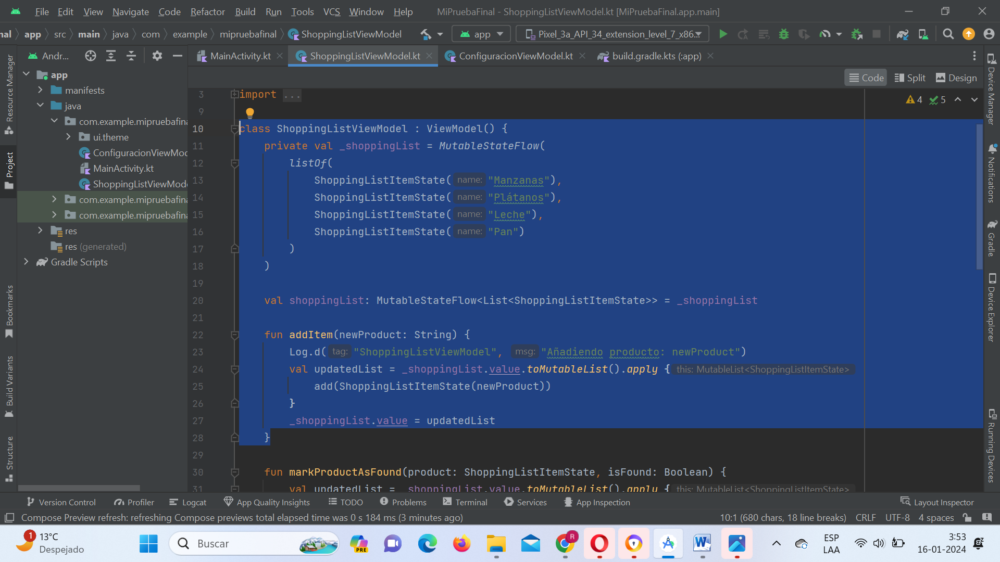 File Edit View Navigate Code Refactor Build Run Tools VCS Window Help MiPruebaFinal - ShoppingListViewModel.kt [MiPruebaFinal.app.main]
nal app src main java com example mipruebafinal ShoppingListViewModel app Pixel_3a_API_34_extension_level_7_x86...
Andr... MainActivity.kt ShoppingListViewModel.kt ConfiguracionViewModel.kt build.gradle.kts (:app)
Code Split Design
Resource Manager
Project
Bookmarks
Build Variants
Structure
app
manifests
java
com.example.mipruebafina
ui.theme
ConfiguracionViewMod
MainActivity.kt
ShoppingListViewMode
com.example.mipruebafina
com.example.mipruebafina
res
res (generated)
Gradle Scripts
4 5
3 import ...
9
10 class ShoppingListViewModel : ViewModel() {
11 private val _shoppingList = MutableStateFlow(
12 listOf(
13 ShoppingListItemState( name: "Manzanas"),
14 ShoppingListItemState( name: "Plátanos"),
15 ShoppingListItemState( name: "Leche"),
16 ShoppingListItemState( name: "Pan")
17 )
18 )
19
20 val shoppingList: MutableStateFlow<List<ShoppingListItemState>> = _shoppingList
21
22 fun addItem(newProduct: String) {
23 Log.d( tag: "ShoppingListViewModel", msg: "Añadiendo producto: newProduct")
24 val updatedList = _shoppingList.value.toMutableList().apply { this: MutableList<ShoppingListItemState>
25 add(ShoppingListItemState(newProduct))
26 }
27 _shoppingList.value = updatedList
28 }
29
30 fun markProductAsFound(product: ShoppingListItemState, isFound: Boolean) {
31 val updatedList = _shoppingList.value.toMutableList().apply { this: MutableList<ShoppingListItemState>
Device Manager
Notifications
Gradle
Device Explorer
Running Devices
Version Control Profiler Logcat App Quality Insights TODO Problems Terminal Services App Inspection Layout Inspector
Compose Preview refresh: refreshing Compose previews total elapsed time was 0 s 184 ms (3 minutes ago) 10:1 (680 chars, 18 line breaks) CRLF UTF-8 4 spaces
1 13°C
Despejado
Buscar
PRE
R
ESP
LAA
3:53
16-01-2024